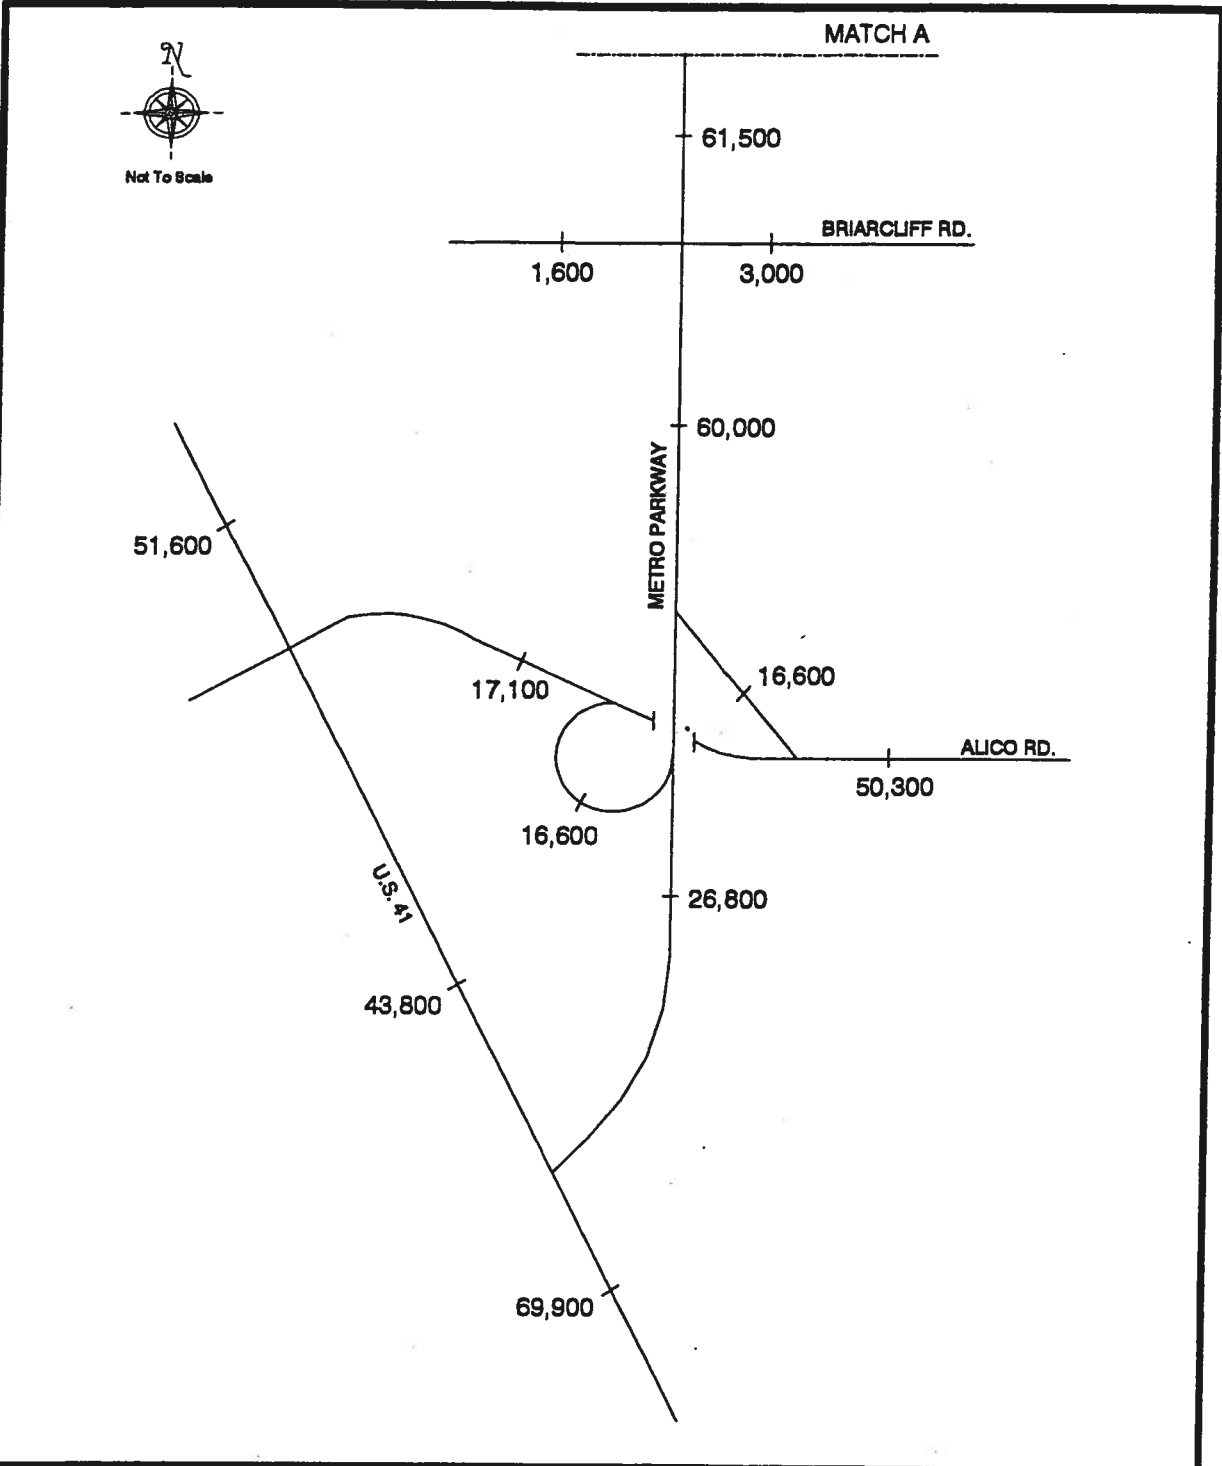 MATCH A
N
Not To Scale
61,500
BRIARCLIFF RD.
1,600
3,000
60,000
METRO PARKWAY
51,600
17,100
16,600
ALICO RD.
50,300
16,600
U.S. 41
26,800
43,800
69,900